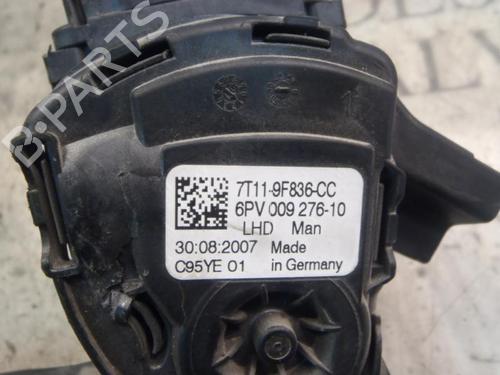 7T11-9F836-CC
6PV 009 276-10
LHD Man
30:08:2007 Made
C95YE 01 in Germany
B-PARTS